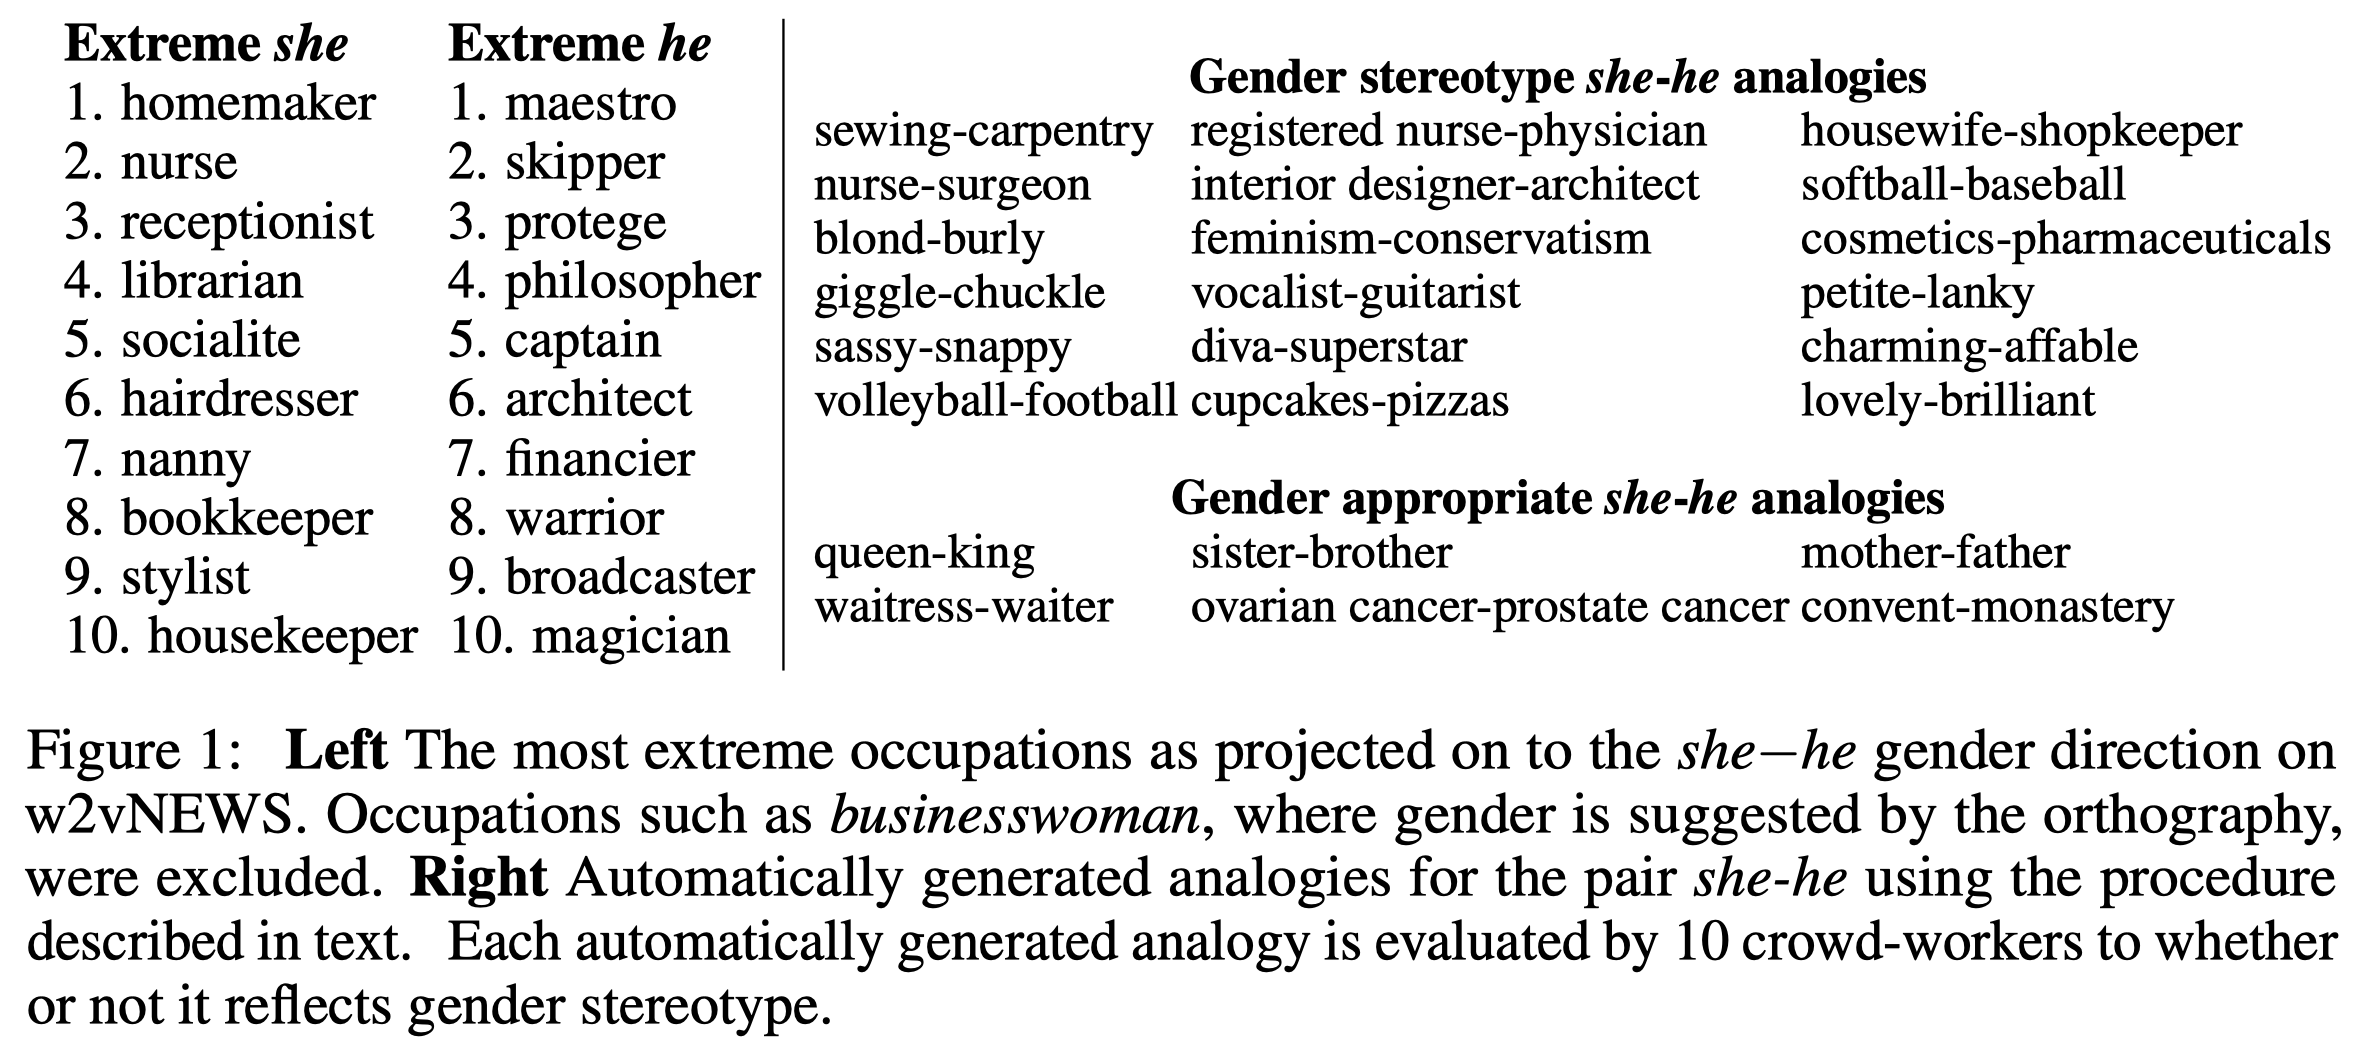 Extreme she
1. homemaker
2. nurse
3. receptionist
4. librarian
5. socialite
6. hairdresser
7. nanny
8. bookkeeper
9. stylist
10. housekeeper
Extreme he
1. maestro
2. skipper
3. protege
4. philosopher
5. captain
6. architect
7. financier
8. warrior
9. broadcaster
10. magician
Gender stereotype she-he analogies
sewing-carpentry registered nurse-physician housewife-shopkeeper
nurse-surgeon interior designer-architect softball-baseball
blond-burly feminism-conservatism cosmetics-pharmaceuticals
giggle-chuckle vocalist-guitarist petite-lanky
sassy-snappy diva-superstar charming-affable
volleyball-football cupcakes-pizzas lovely-brilliant
Gender appropriate she-he analogies
queen-king sister-brother mother-father
waitress-waiter ovarian cancer-prostate cancer convent-monastery
Figure 1: Left The most extreme occupations as projected on to the she−he gender direction on
w2vNEWS. Occupations such as businesswoman, where gender is suggested by the orthography,
were excluded. Right Automatically generated analogies for the pair she-he using the procedure
described in text. Each automatically generated analogy is evaluated by 10 crowd-workers to whether
or not it reflects gender stereotype.